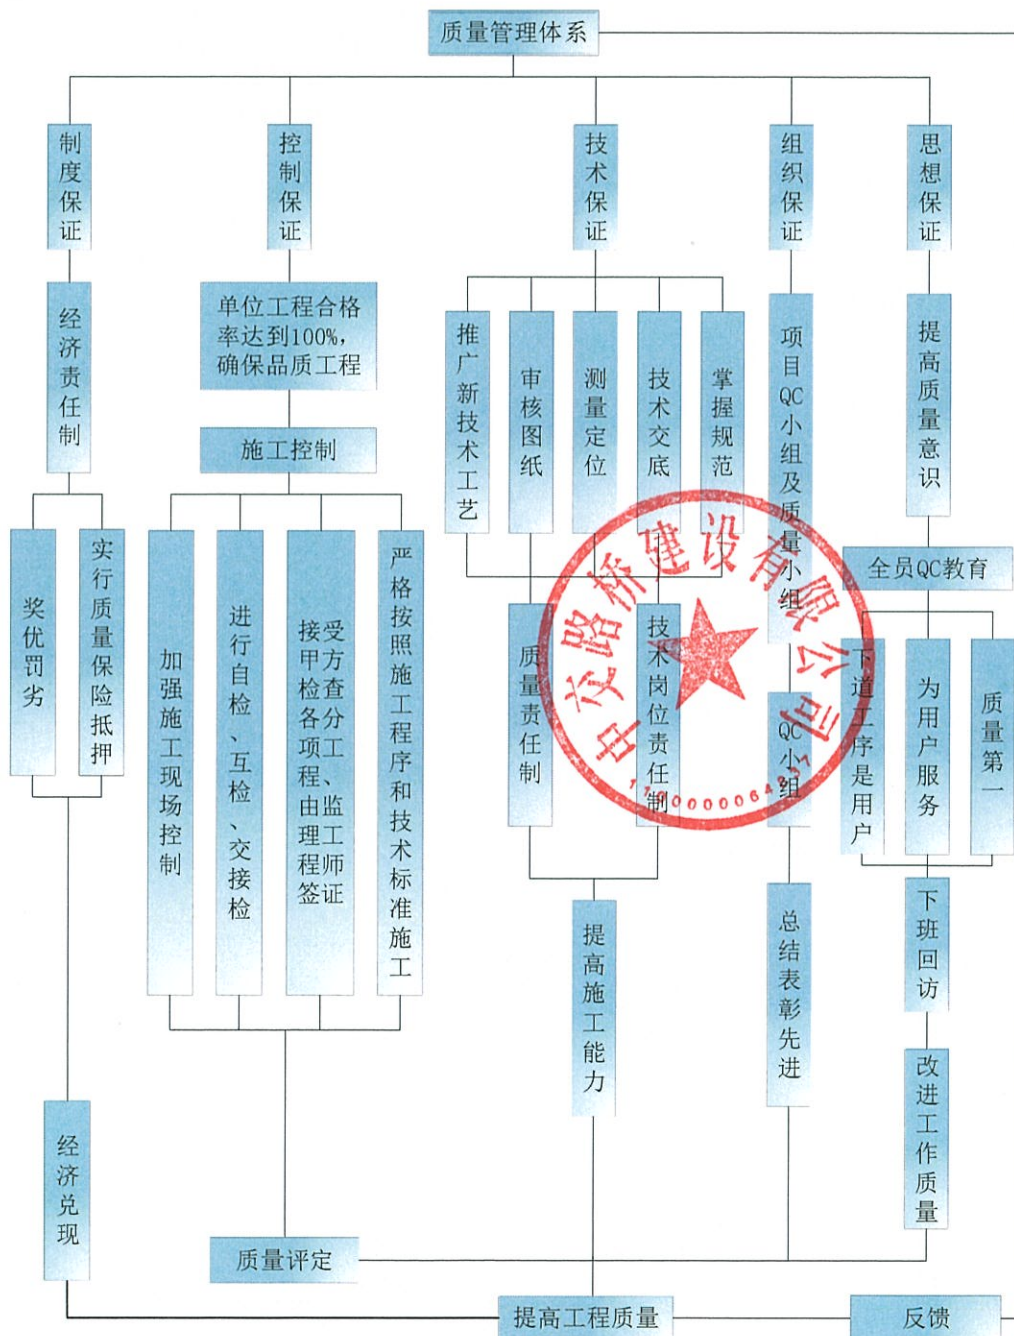 质量管理体系
制度保证
控制保证
技术保证
组织保证
思想保证
经济责任制
单位工程合格
率达到100%，
确保品质工程
施工控制
推广新技术工艺
审核图纸
测量定位
技术交底
掌握规范
项目QC小组及质量小组
提高质量意识
全员QC教育
奖优罚劣
实行质量保险抵押
加强施工现场控制
进行自检、互检、交接检
接受
甲方
检查
各分
项工
程、
由监
理工
程师
签证
严格按照施工程序和技术标准施工
质量责任制
技术岗位责任制
QC小组
下道工序是用户
为用户服务
质量第一
中交路桥建设有限公司
提高施工能力
总结表彰先进
下班回访
改进工作质量
经济兑现
质量评定
提高工程质量
反馈